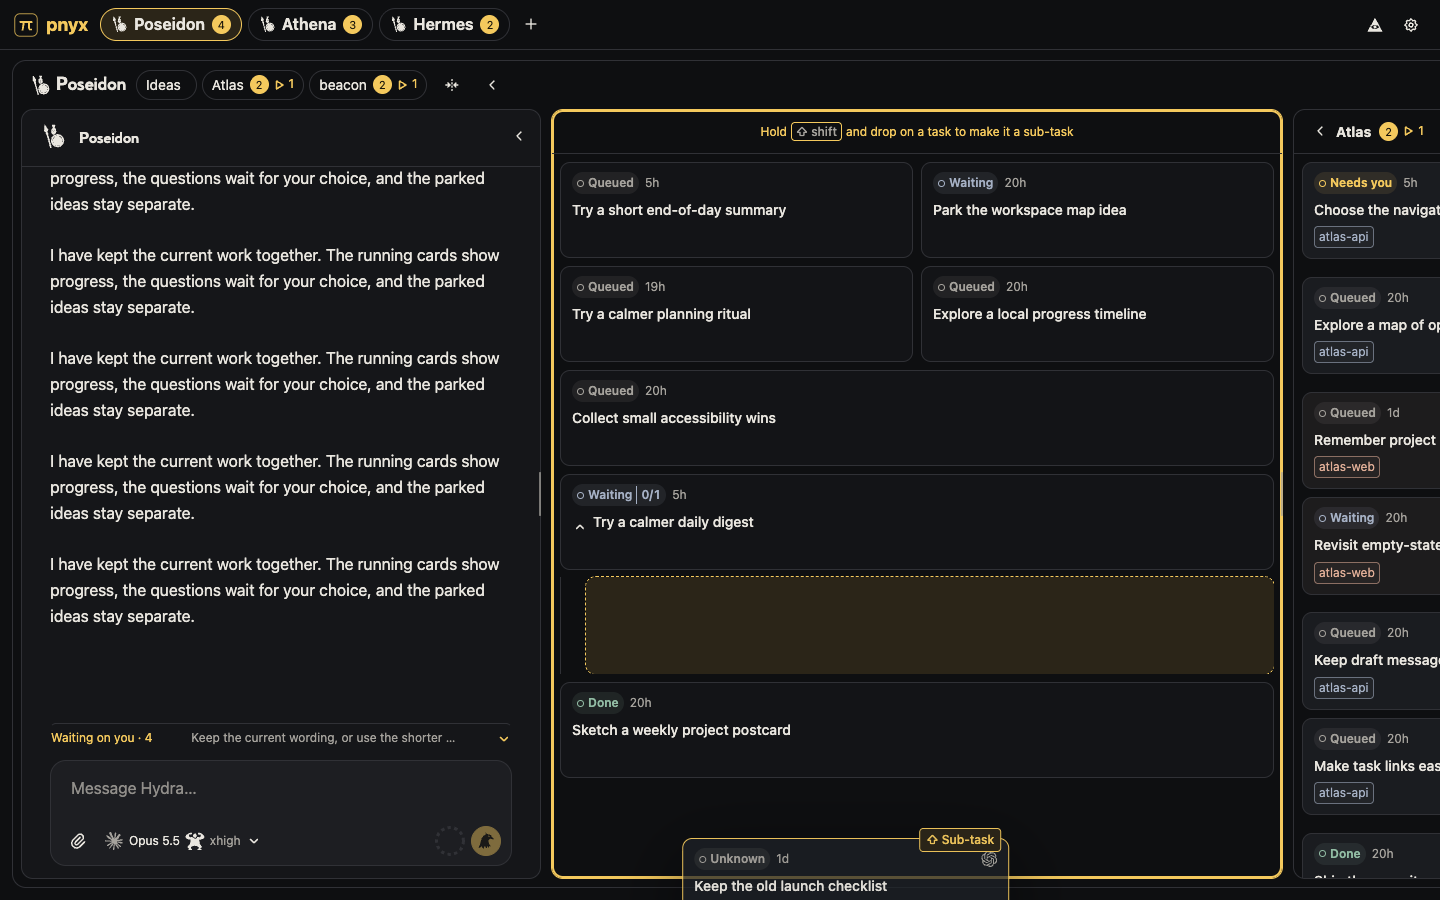 pnyx
Poseidon 4
Athena 3
Hermes 2
Poseidon
Ideas
Atlas 2 1
beacon 2 1
Poseidon
progress, the questions wait for your choice, and the parked
ideas stay separate.
I have kept the current work together. The running cards show
progress, the questions wait for your choice, and the parked
ideas stay separate.
I have kept the current work together. The running cards show
progress, the questions wait for your choice, and the parked
ideas stay separate.
I have kept the current work together. The running cards show
progress, the questions wait for your choice, and the parked
ideas stay separate.
I have kept the current work together. The running cards show
progress, the questions wait for your choice, and the parked
ideas stay separate.
Waiting on you · 4
Keep the current wording, or use the shorter ...
Message Hydra...
Opus 5.5
xhigh
Hold shift and drop on a task to make it a sub-task
Queued 5h
Try a short end-of-day summary
Waiting 20h
Park the workspace map idea
Queued 19h
Try a calmer planning ritual
Queued 20h
Explore a local progress timeline
Queued 20h
Collect small accessibility wins
Waiting 0/1 5h
Try a calmer daily digest
Done 20h
Sketch a weekly project postcard
Sub-task
Unknown 1d
Keep the old launch checklist
Atlas 2 1
Needs you 5h
Choose the navigat
atlas-api
Queued 20h
Explore a map of op
atlas-api
Queued 1d
Remember project
atlas-web
Waiting 20h
Revisit empty-state
atlas-web
Queued 20h
Keep draft message
atlas-api
Queued 20h
Make task links eas
atlas-api
Done 20h